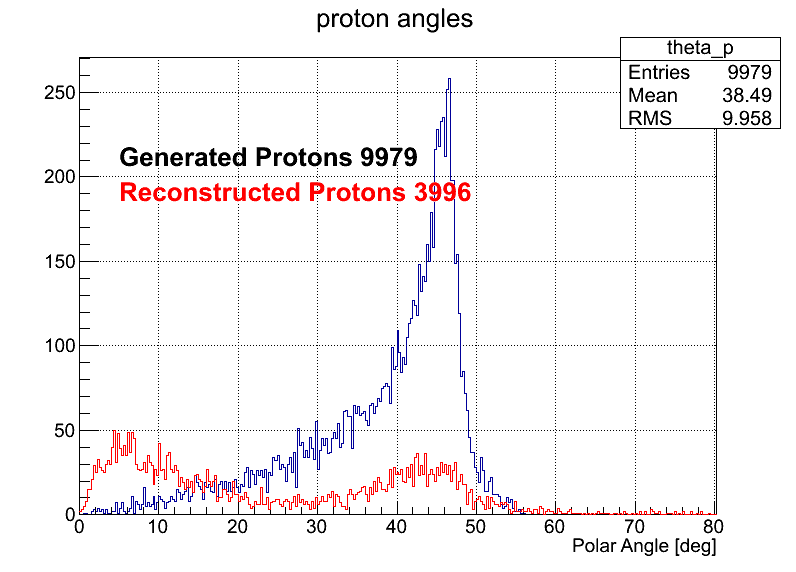 proton angles
theta_p
Entries 9979
Mean 38.49
RMS 9.958
Generated Protons 9979
Reconstructed Protons 3996
250
200
150
100
50
0
0 10 20 30 40 50 60 70 80
Polar Angle [deg]